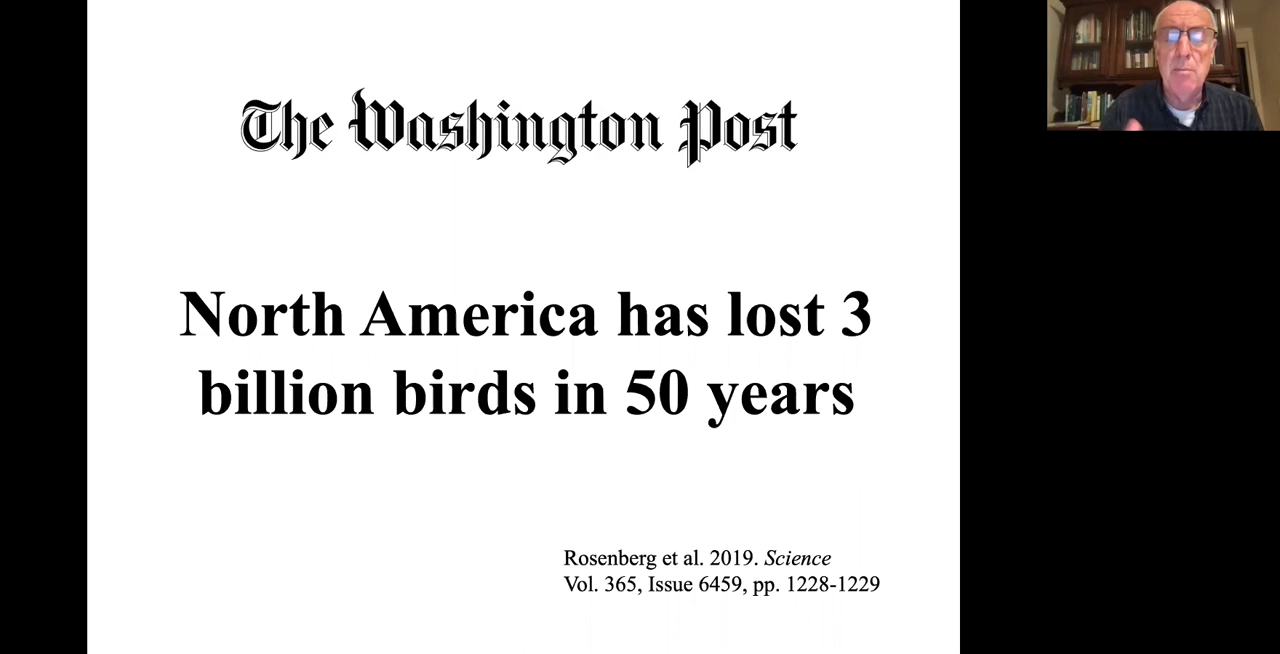 The Washington Post
North America has lost 3
billion birds in 50 years
Rosenberg et al. 2019. Science
Vol. 365, Issue 6459, pp. 1228-1229